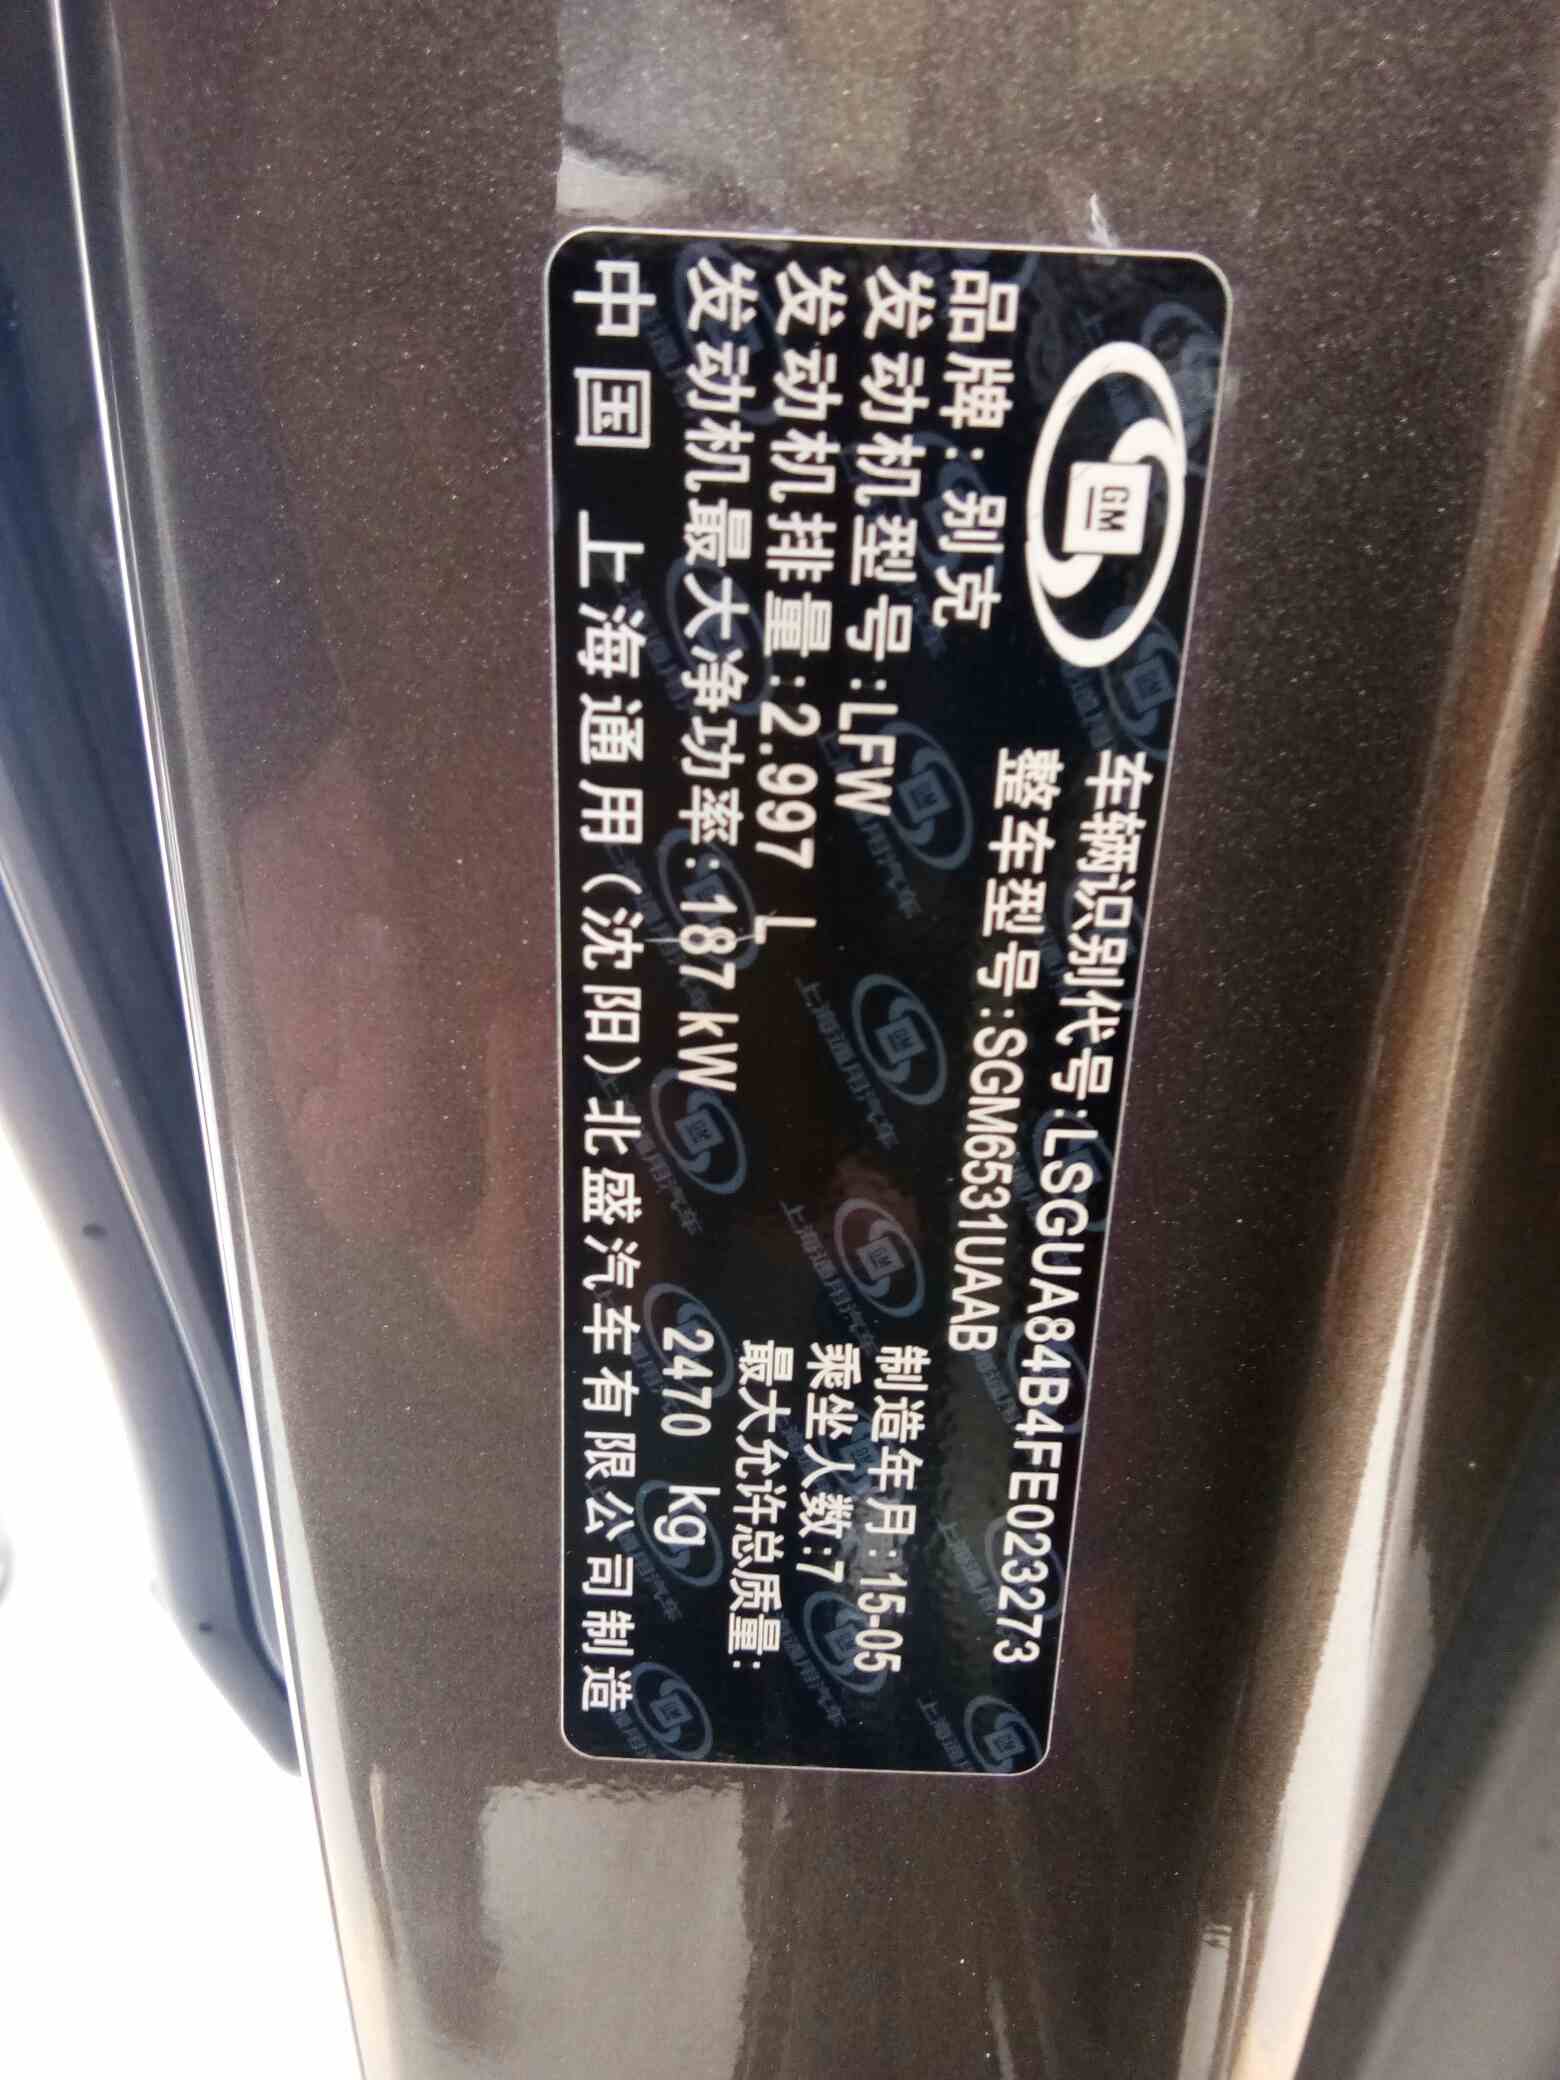 GM
车辆识别代号:LSGUA84B4FE023273
整车型号:SGM6531UAAB
品牌:别克
发动机型号:LFW
制造年月:15-05
发动机排量:2.997 L
乘坐人数:7
发动机最大净功率:187kW
最大允许总质量:
2470 kg
中国 上海通用(沈阳)北盛汽车有限公司制造